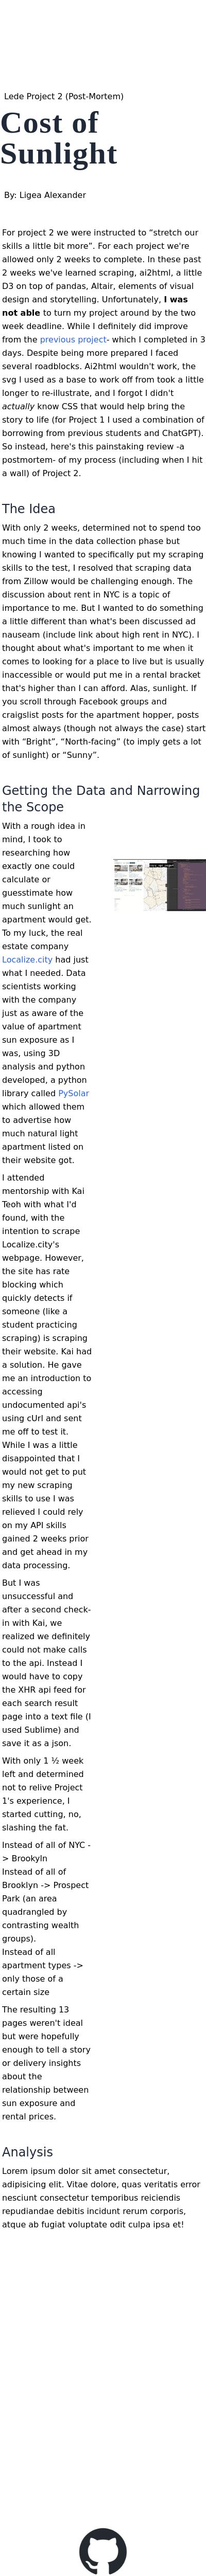 Lede Project 2 (Post-Mortem)
Cost of
Sunlight
By: Ligea Alexander
For project 2 we were instructed to “stretch our
skills a little bit more”. For each project we're
allowed only 2 weeks to complete. In these past
2 weeks we've learned scraping, ai2html, a little
D3 on top of pandas, Altair, elements of visual
design and storytelling. Unfortunately, I was
not able to turn my project around by the two
week deadline. While I definitely did improve
from the previous project- which I completed in 3
days. Despite being more prepared I faced
several roadblocks. Ai2html wouldn't work, the
svg I used as a base to work off from took a little
longer to re-illustrate, and I forgot I didn't
actually know CSS that would help bring the
story to life (for Project 1 I used a combination of
borrowing from previous students and ChatGPT).
So instead, here's this painstaking review -a
postmortem- of my process (including when I hit
a wall) of Project 2.
The Idea
With only 2 weeks, determined not to spend too
much time in the data collection phase but
knowing I wanted to specifically put my scraping
skills to the test, I resolved that scraping data
from Zillow would be challenging enough. The
discussion about rent in NYC is a topic of
importance to me. But I wanted to do something
a little different than what's been discussed ad
nauseam (include link about high rent in NYC). I
thought about what's important to me when it
comes to looking for a place to live but is usually
inaccessible or would put me in a rental bracket
that's higher than I can afford. Alas, sunlight. If
you scroll through Facebook groups and
craigslist posts for the apartment hopper, posts
almost always (though not always the case) start
with “Bright”, “North-facing” (to imply gets a lot
of sunlight) or “Sunny”.
Getting the Data and Narrowing
the Scope
With a rough idea in
mind, I took to
researching how
exactly one could
calculate or
guesstimate how
much sunlight an
apartment would get.
To my luck, the real
estate company
Localize.city had just
what I needed. Data
scientists working
with the company
just as aware of the
value of apartment
sun exposure as I
was, using 3D
analysis and python
developed, a python
library called PySolar
which allowed them
to advertise how
much natural light
apartment listed on
their website got.
I attended
mentorship with Kai
Teoh with what I'd
found, with the
intention to scrape
Localize.city's
webpage. However,
the site has rate
blocking which
quickly detects if
someone (like a
student practicing
scraping) is scraping
their website. Kai had
a solution. He gave
me an introduction to
accessing
undocumented api's
using cUrl and sent
me off to test it.
While I was a little
disappointed that I
would not get to put
my new scraping
skills to use I was
relieved I could rely
on my API skills
gained 2 weeks prior
and get ahead in my
data processing.
But I was
unsuccessful and
after a second check-
in with Kai, we
realized we definitely
could not make calls
to the api. Instead I
would have to copy
the XHR api feed for
each search result
page into a text file (I
used Sublime) and
save it as a json.
With only 1 ½ week
left and determined
not to relive Project
1's experience, I
started cutting, no,
slashing the fat.
Instead of all of NYC -
> Brookyln
Instead of all of
Brooklyn -> Prospect
Park (an area
quadrangled by
contrasting wealth
groups).
Instead of all
apartment types ->
only those of a
certain size
The resulting 13
pages weren't ideal
but were hopefully
enough to tell a story
or delivery insights
about the
relationship between
sun exposure and
rental prices.
Analysis
Lorem ipsum dolor sit amet consectetur,
adipisicing elit. Vitae dolore, quas veritatis error
nesciunt consectetur temporibus reiciendis
repudiandae debitis incidunt rerum corporis,
atque ab fugiat voluptate odit culpa ipsa et!